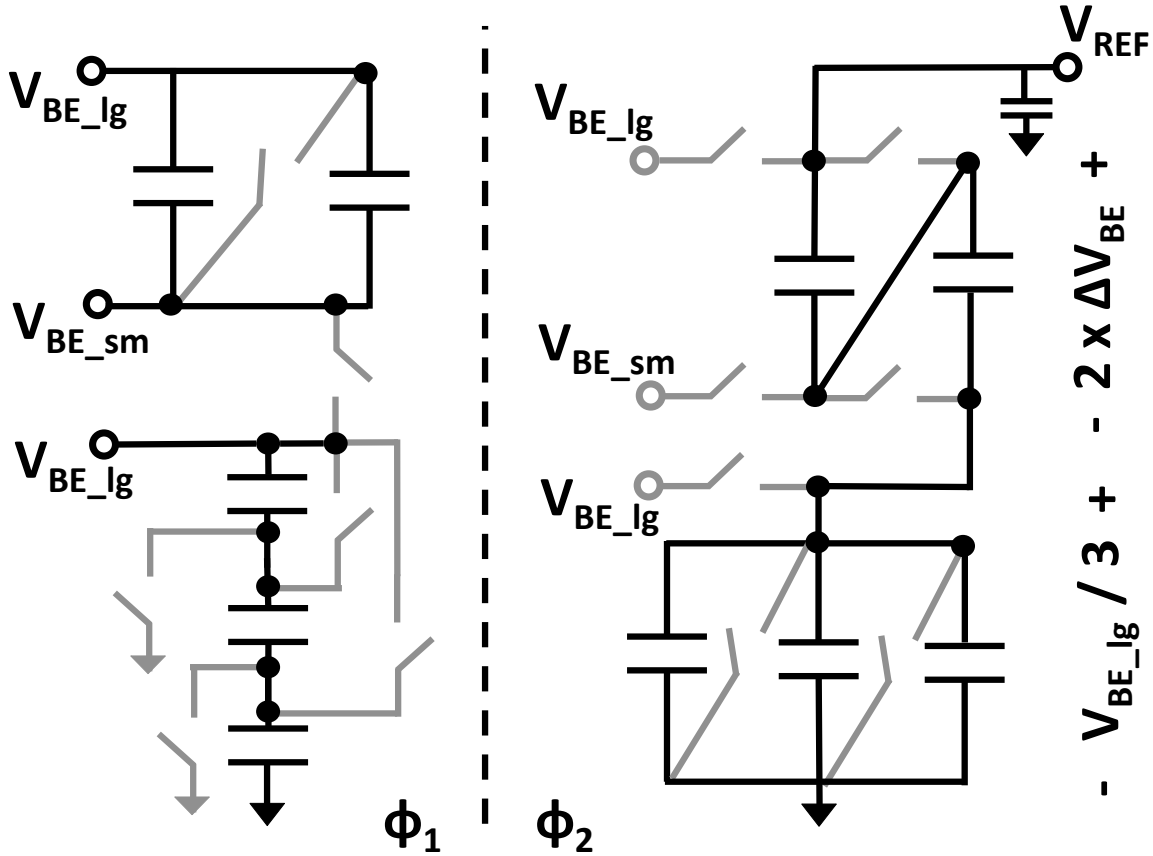 V_BE_lg
V_BE_sm
V_BE_lg
ϕ₁
V_REF
V_BE_lg
V_BE_sm
V_BE_lg
ϕ₂
- V_BE_lg / 3 + - 2 x ΔV_BE +